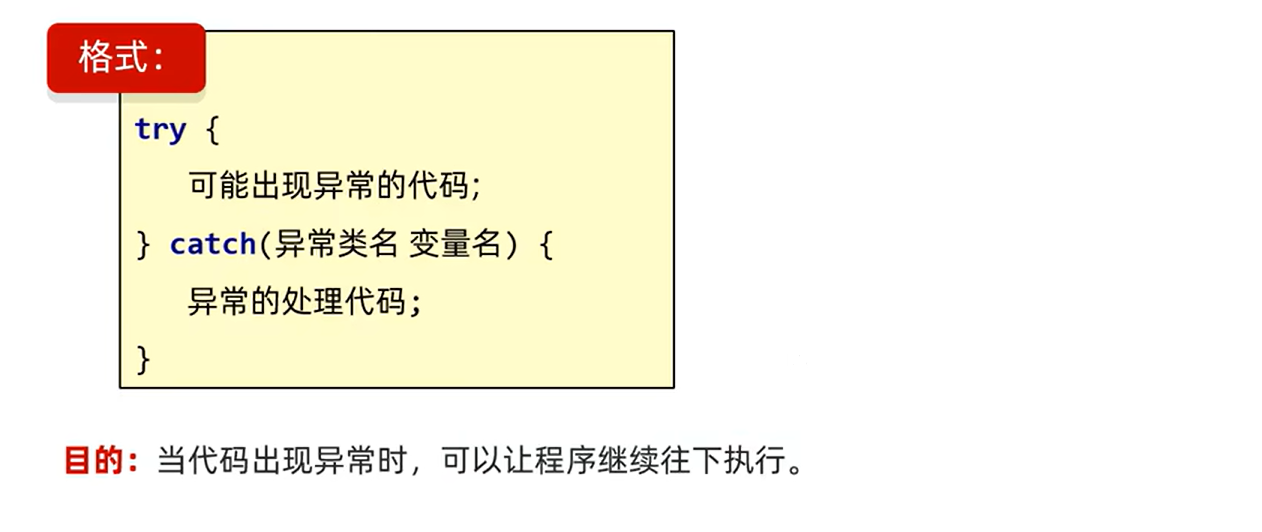 格式：
try {
可能出现异常的代码;
} catch(异常类名 变量名) {
异常的处理代码;
}
目的：当代码出现异常时，可以让程序继续往下执行。